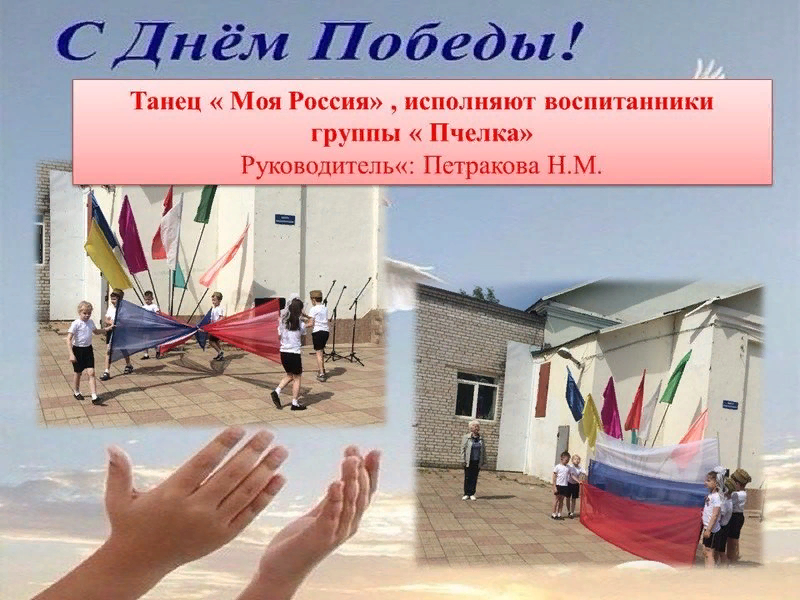 С Днём Победы!
Танец « Моя Россия» , исполняют воспитанники
группы « Пчелка»
Руководитель«: Петракова Н.М.